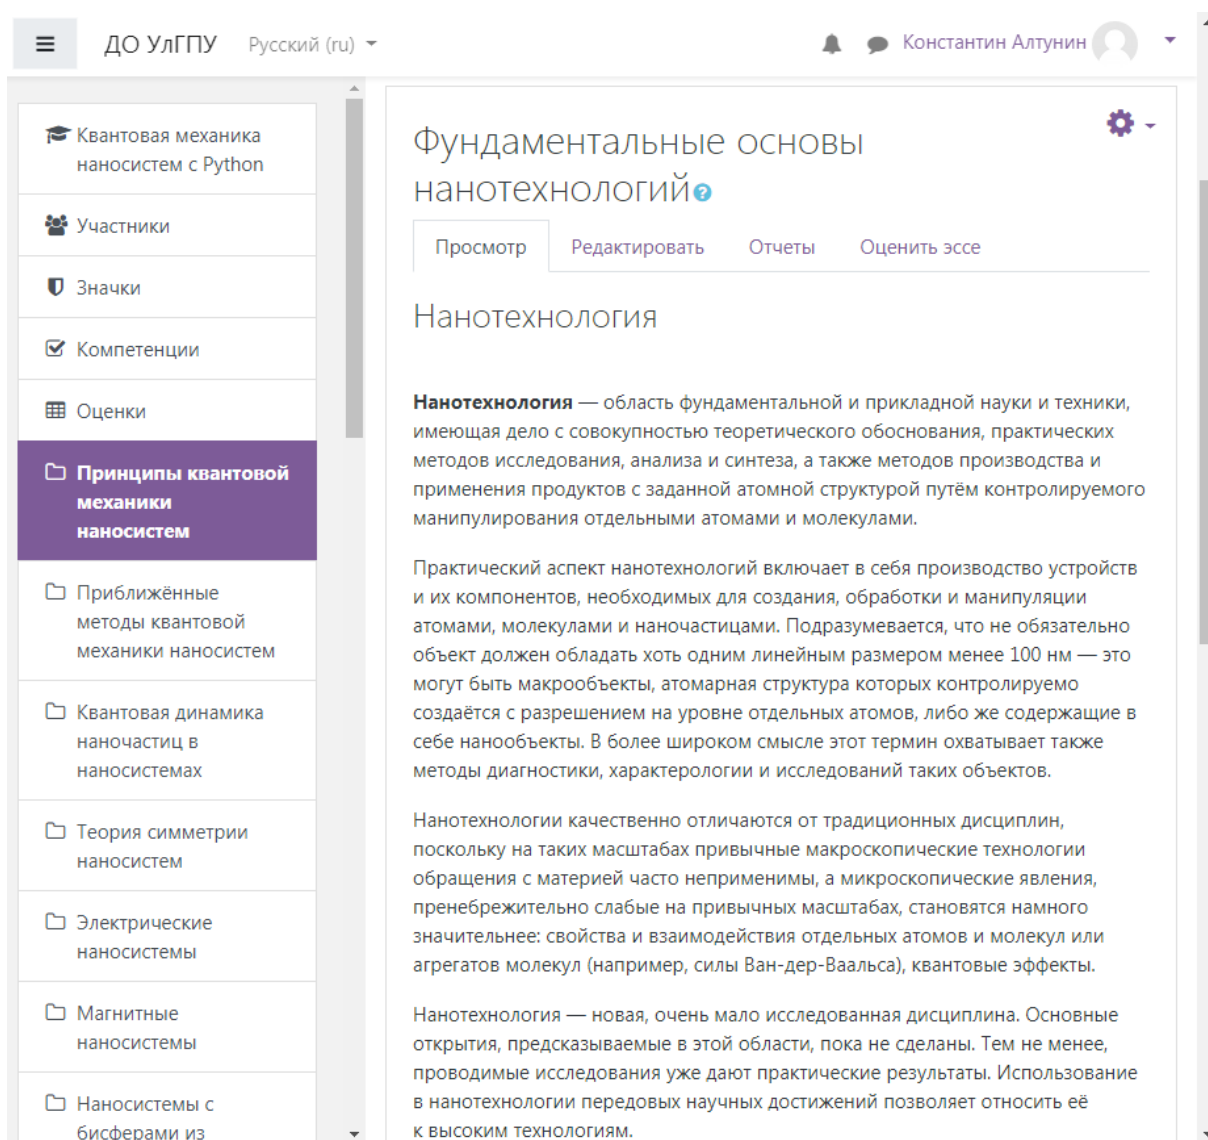 ДО УлГПУ
Русский (ru)
Константин Алтунин
Квантовая механика
наносистем с Python
Участники
Значки
Компетенции
Оценки
Принципы квантовой
механики
наносистем
Приближённые
методы квантовой
механики наносистем
Квантовая динамика
наночастиц в
наносистемах
Теория симметрии
наносистем
Электрические
наносистемы
Магнитные
наносистемы
Наносистемы с
бисферами из
Фундаментальные основы
нанотехнологий
Просмотр
Редактировать
Отчеты
Оценить эссе
Нанотехнология
Нанотехнология — область фундаментальной и прикладной науки и техники,
имеющая дело с совокупностью теоретического обоснования, практических
методов исследования, анализа и синтеза, а также методов производства и
применения продуктов с заданной атомной структурой путём контролируемого
манипулирования отдельными атомами и молекулами.
Практический аспект нанотехнологий включает в себя производство устройств
и их компонентов, необходимых для создания, обработки и манипуляции
атомами, молекулами и наночастицами. Подразумевается, что не обязательно
объект должен обладать хоть одним линейным размером менее 100 нм — это
могут быть макрообъекты, атомарная структура которых контролируемо
создаётся с разрешением на уровне отдельных атомов, либо же содержащие в
себе нанообъекты. В более широком смысле этот термин охватывает также
методы диагностики, характерологии и исследований таких объектов.
Нанотехнологии качественно отличаются от традиционных дисциплин,
поскольку на таких масштабах привычные макроскопические технологии
обращения с материей часто неприменимы, а микроскопические явления,
пренебрежительно слабые на привычных масштабах, становятся намного
значительнее: свойства и взаимодействия отдельных атомов и молекул или
агрегатов молекул (например, силы Ван-дер-Ваальса), квантовые эффекты.
Нанотехнология — новая, очень мало исследованная дисциплина. Основные
открытия, предсказываемые в этой области, пока не сделаны. Тем не менее,
проводимые исследования уже дают практические результаты. Использование
в нанотехнологии передовых научных достижений позволяет относить её
к высоким технологиям.